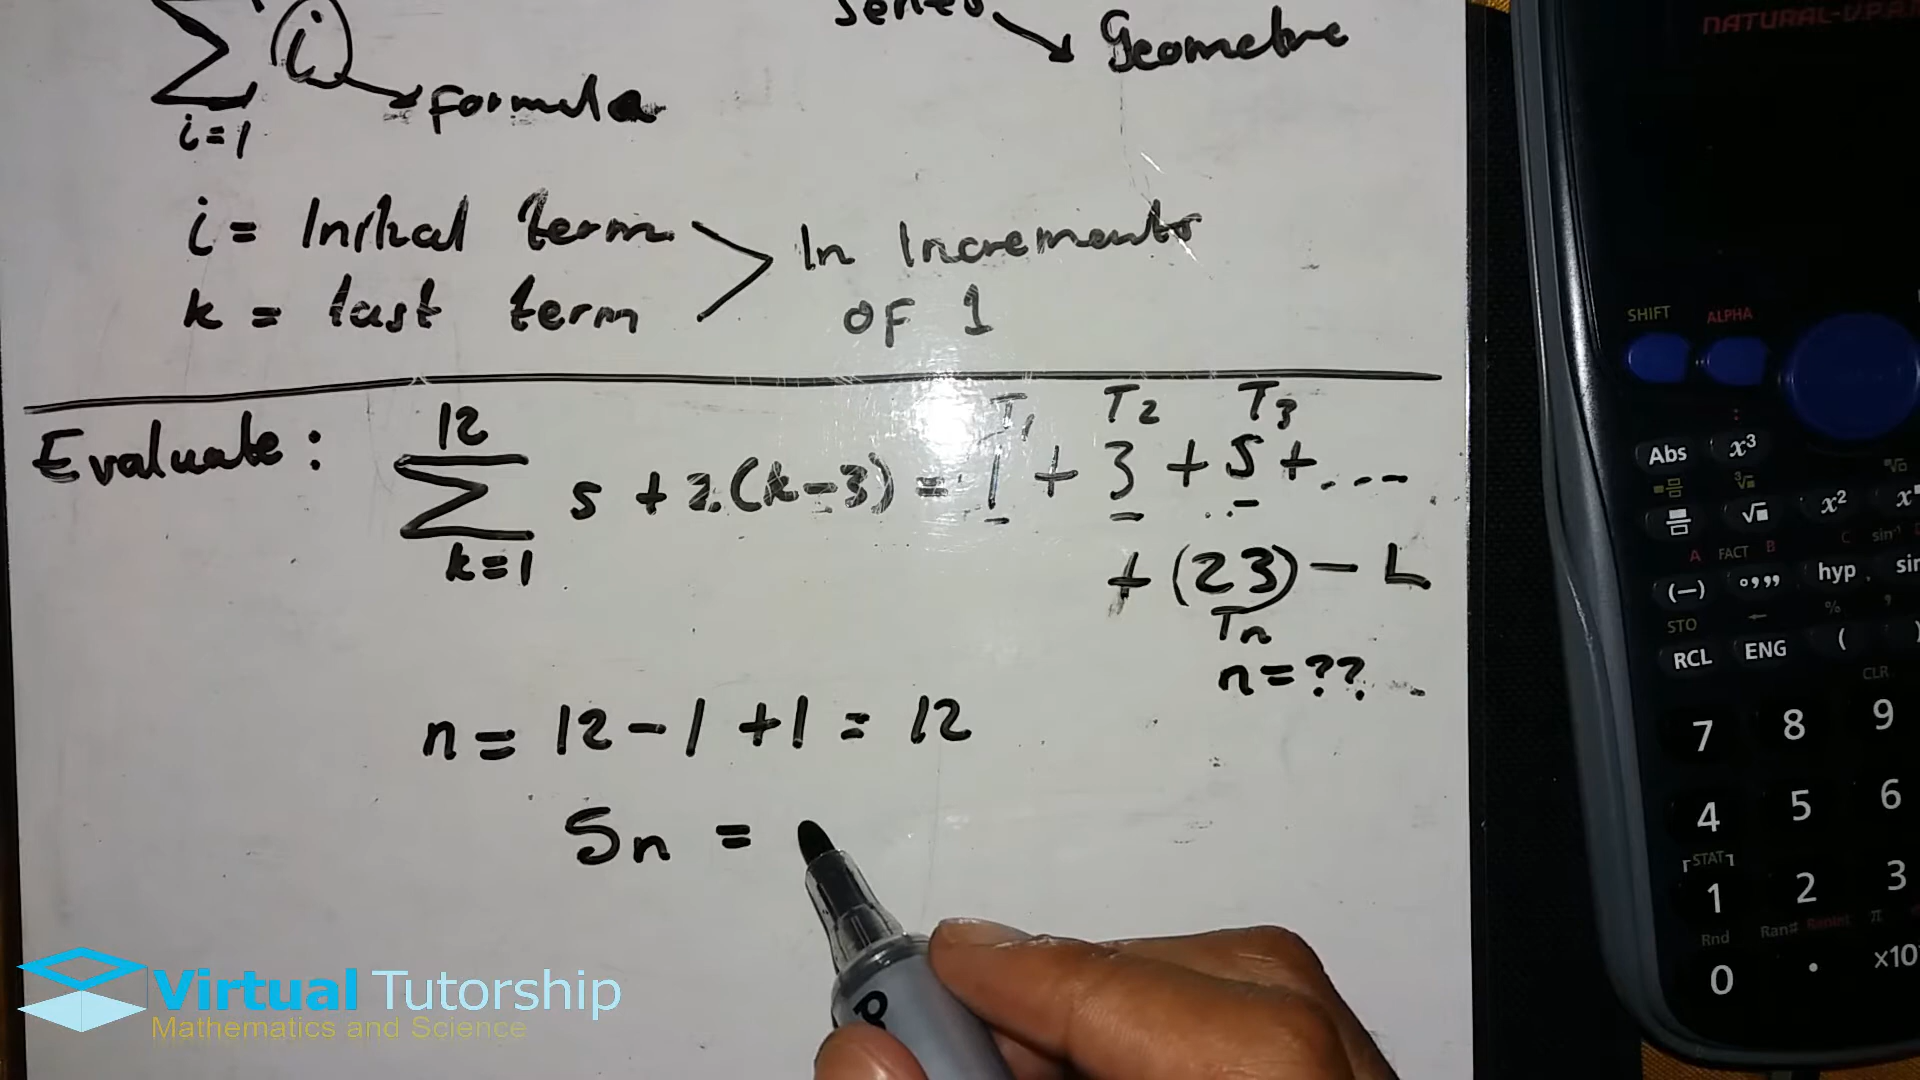 Series
Σ i → formula
i=1
Geometric
i = Initial term
k = last term
In Increments
of 1
Evaluate:
12
Σ 5 + 2.(k-3) = 1 + 3 + 5 + ....
k=1
T1 T2 T3
+ (23) - L
Tn
n=??
n = 12 - 1 + 1 = 12
Sn =
Virtual Tutorship
Mathematics and Science
NATURAL-V.P.A.M
SHIFT ALPHA
Abs x³
x²
FACT
(—) °,,, hyp sin
STO
RCL ENG (
CLR
7 8 9
4 5 6
STAT
1 2 3
Rnd Ran# π
0 . ×10